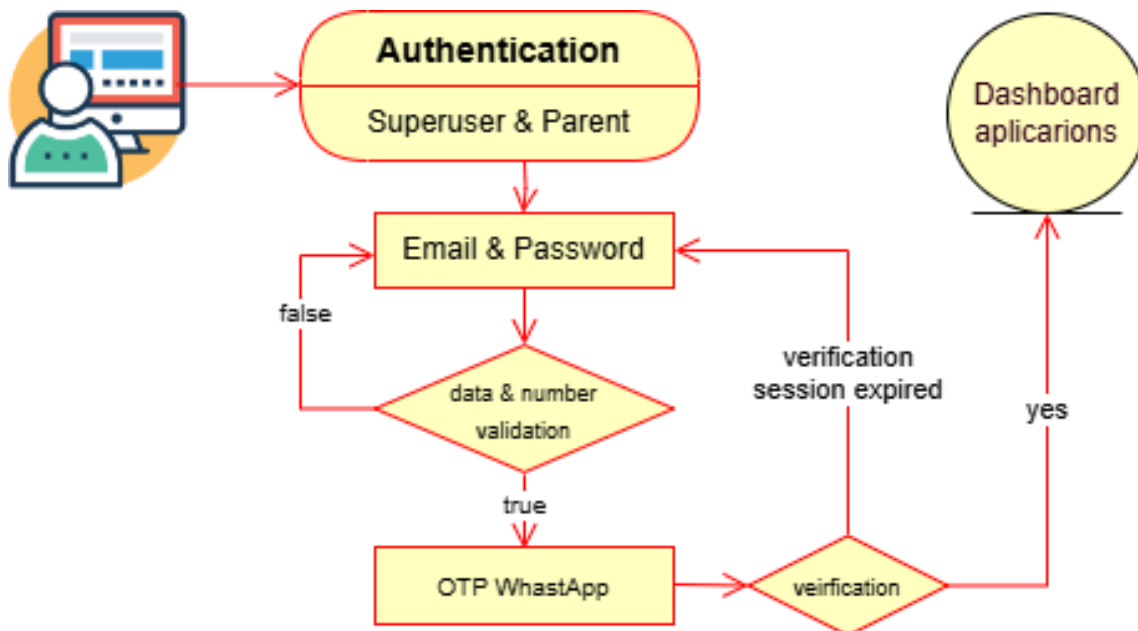 Authentication
Superuser & Parent
Dashboard
aplicarions
Email & Password
false
data & number
validation
verification
session expired
yes
true
OTP WhastApp
veirfication